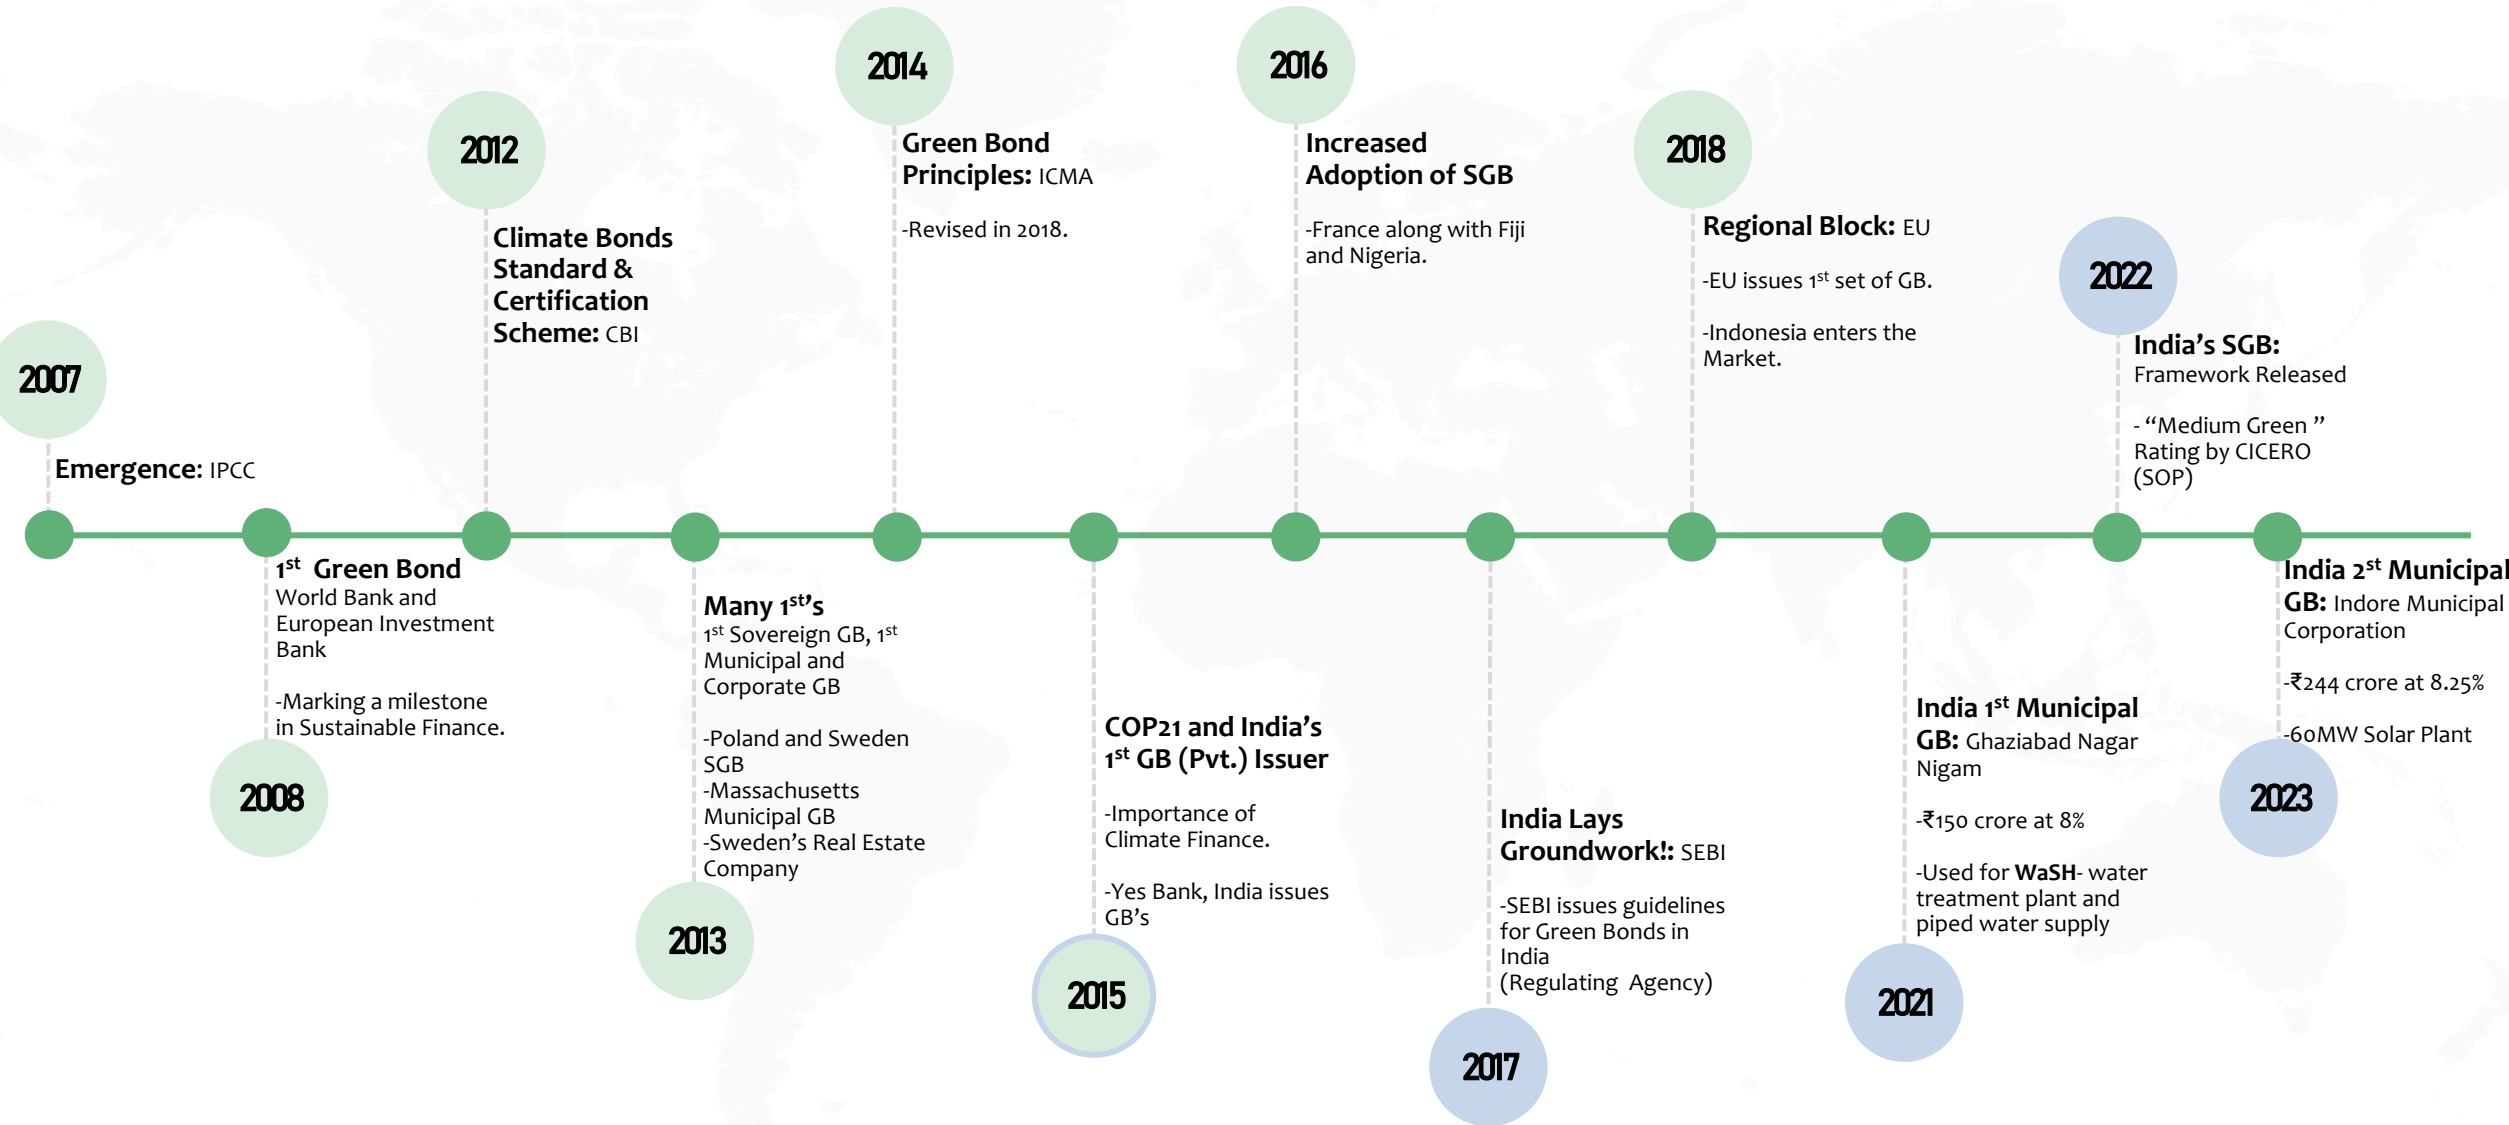 2007
Emergence: IPCC
1st Green Bond
World Bank and
European Investment
Bank
-Marking a milestone
in Sustainable Finance.
2008
2012
Climate Bonds
Standard &
Certification
Scheme: CBI
Many 1st's
1st Sovereign GB, 1st
Municipal and
Corporate GB
-Poland and Sweden
SGB
-Massachusetts
Municipal GB
-Sweden's Real Estate
Company
2013
2014
Green Bond
Principles: ICMA
-Revised in 2018.
COP21 and India's
1st GB (Pvt.) Issuer
-Importance of
Climate Finance.
-Yes Bank, India issues
GB's
2015
2016
Increased
Adoption of SGB
-France along with Fiji
and Nigeria.
India Lays
Groundwork!: SEBI
-SEBI issues guidelines
for Green Bonds in
India
(Regulating Agency)
2017
2018
Regional Block: EU
-EU issues 1st set of GB.
-Indonesia enters the
Market.
India 1st Municipal
GB: Ghaziabad Nagar
Nigam
-₹150 crore at 8%
-Used for WaSH- water
treatment plant and
piped water supply
2021
2022
India's SGB:
Framework Released
- “Medium Green ”
Rating by CICERO
(SOP)
India 2st Municipal
GB: Indore Municipal
Corporation
-₹244 crore at 8.25%
-60MW Solar Plant
2023